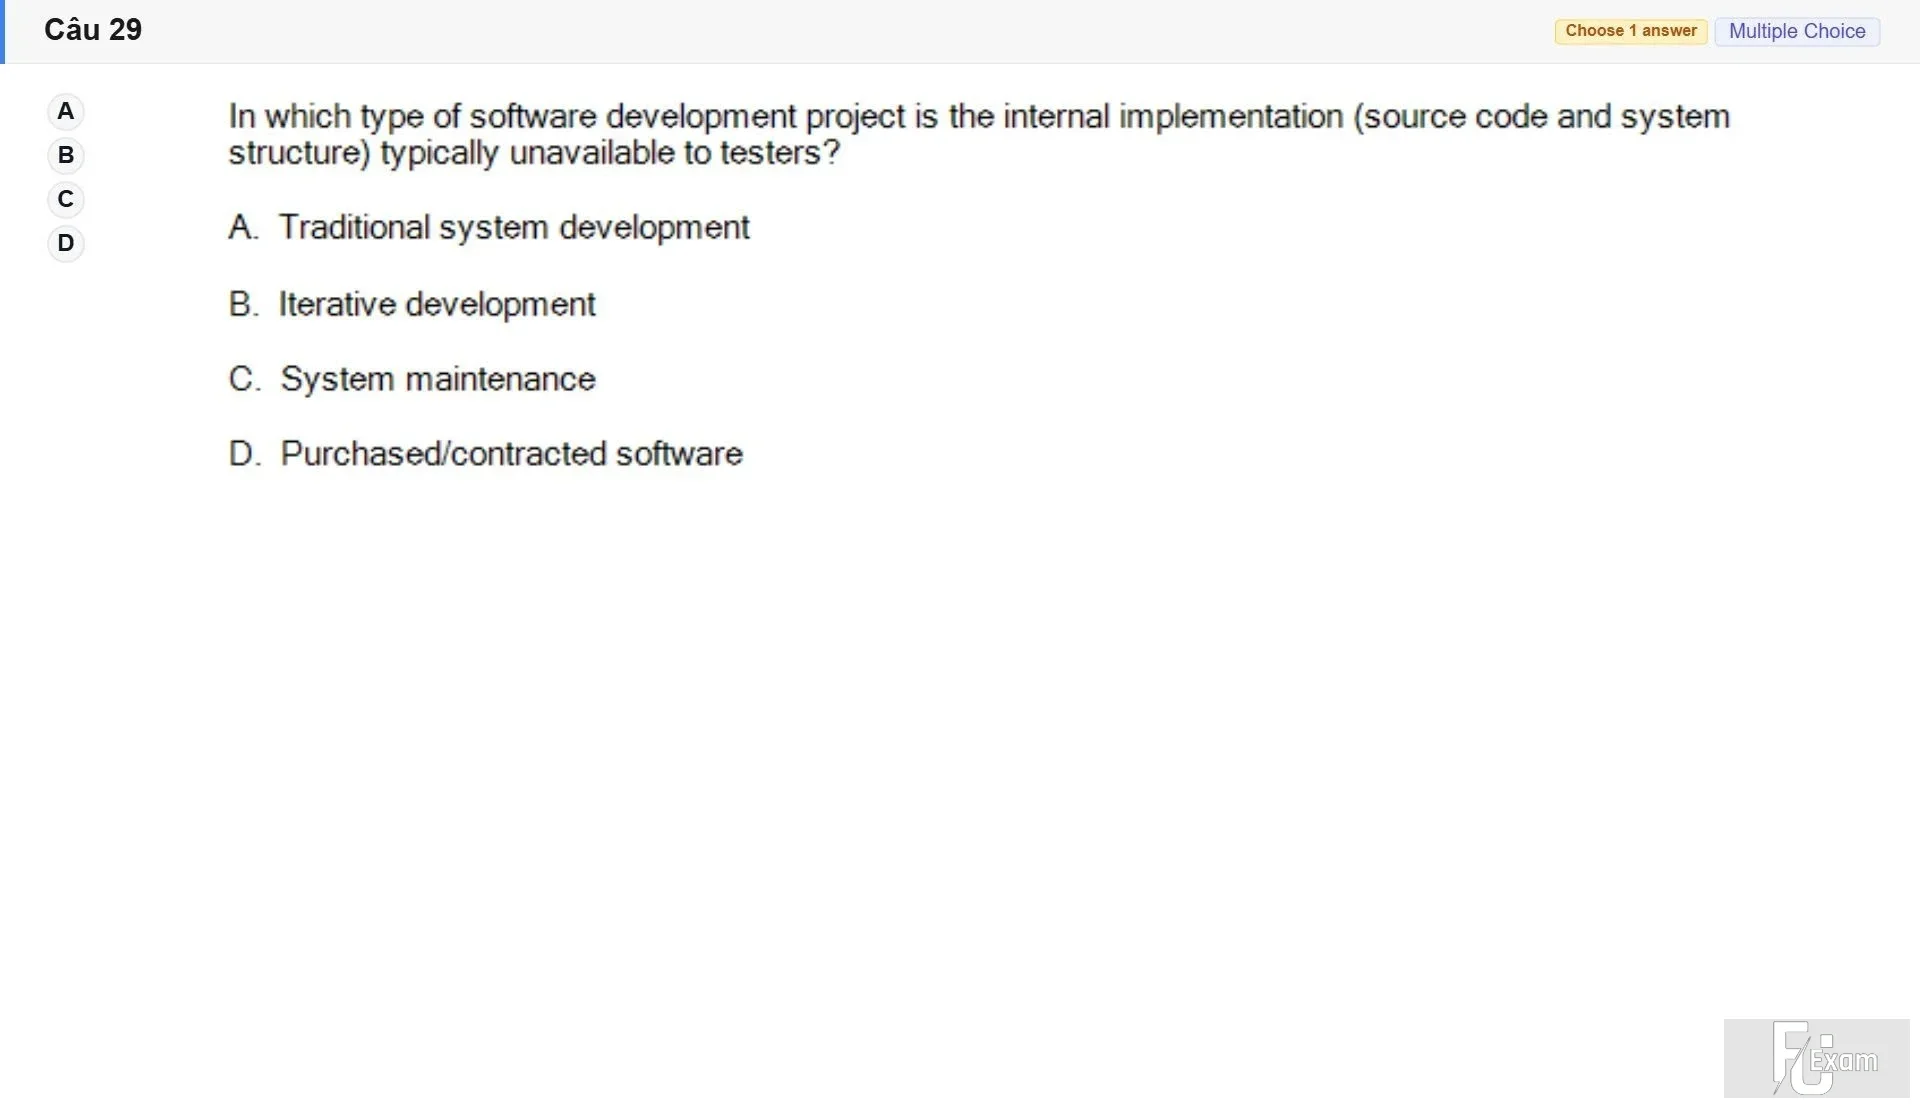 Câu 29
Choose 1 answer
Multiple Choice
A
B
C
D
In which type of software development project is the internal implementation (source code and system
structure) typically unavailable to testers?
A. Traditional system development
B. Iterative development
C. System maintenance
D. Purchased/contracted software
FU Exam